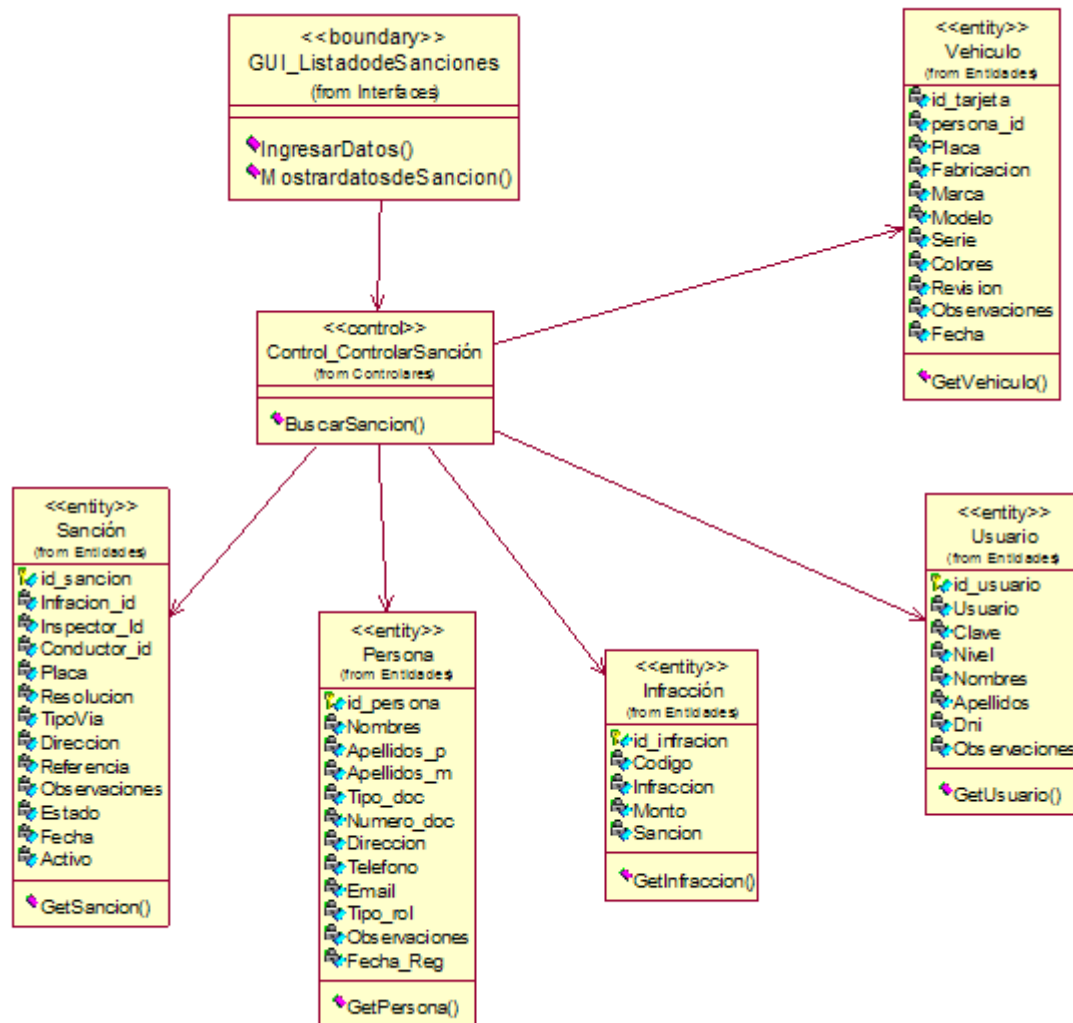 <<boundary>>
GUI_ListadodeSanciones
(from Interfaces)
IngresarDatos()
MostrardatosdeSancion()
<<entity>>
Vehiculo
(from Entidades)
id_tarjeta
persona_id
Placa
Fabricacion
Marca
Modelo
Serie
Colores
Revision
Observaciones
Fecha
GetVehiculo()
<<control>>
Control_ControlarSanción
(from Controlares)
BuscarSancion()
<<entity>>
Sanción
(from Entidades)
id_sancion
Infracion_id
Inspector_Id
Conductor_id
Placa
Resolucion
TipoVia
Direccion
Referencia
Observaciones
Estado
Fecha
Activo
GetSancion()
<<entity>>
Persona
(from Entidades)
id_persona
Nombres
Apellidos_p
Apellidos_m
Tipo_doc
Numero_doc
Direccion
Telefono
Email
Tipo_rol
Observaciones
Fecha_Reg
GetPersona()
<<entity>>
Infracción
(from Entidades)
id_infracion
Codigo
Infraccion
Monto
Sancion
GetInfraccion()
<<entity>>
Usuario
(from Entidades)
id_usuario
Usuario
Clave
Nivel
Nombres
Apellidos
Dni
Observaciones
GetUsuario()